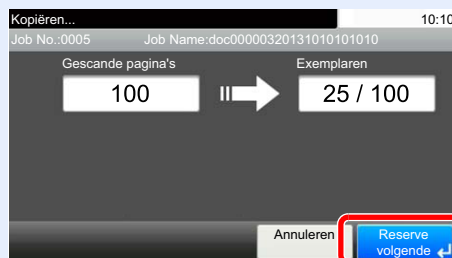 Kopiëren... 10:10
Job No.:0005 Job Name:doc00000320131010101010
Gescande pagina's Exemplaren
100 25 / 100
Annuleren Reserve
volgende